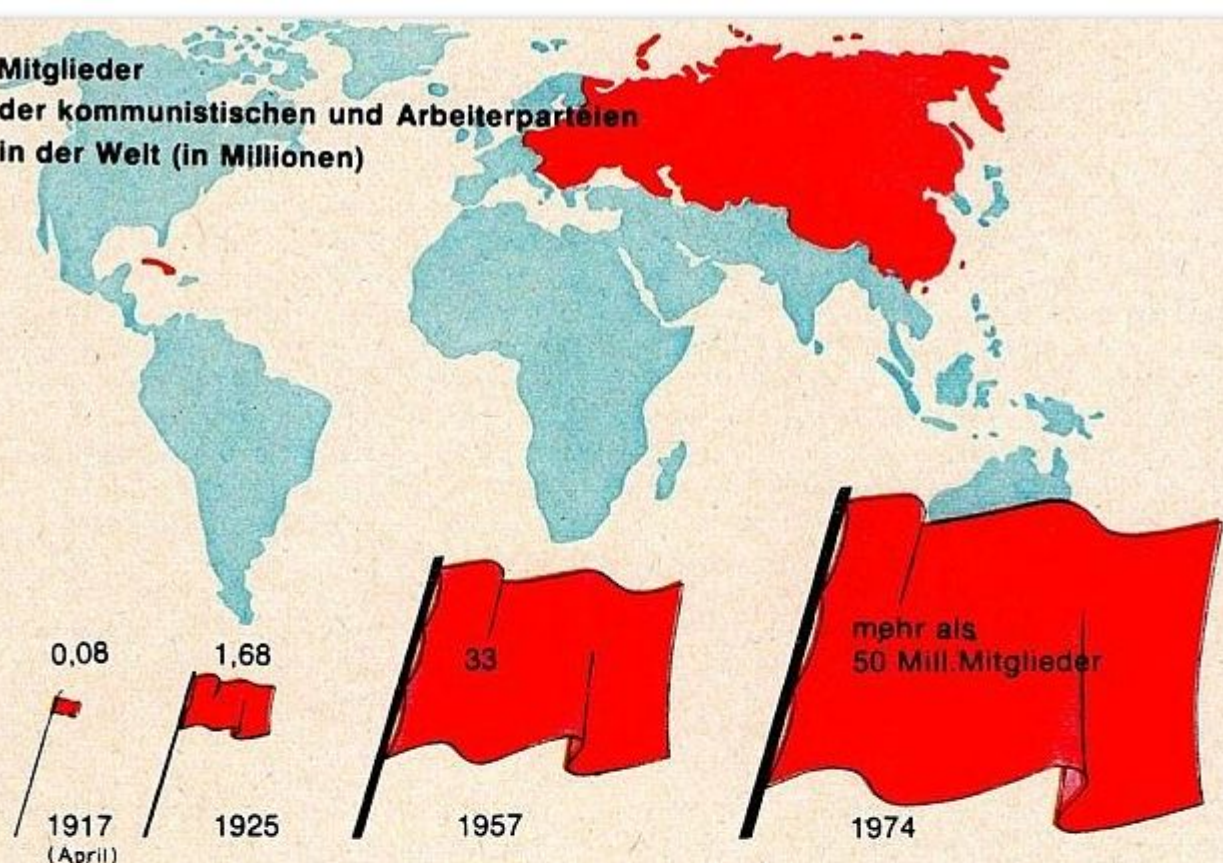 Mitglieder
der kommunistischen und Arbeiterparteien
in der Welt (in Millionen)
0,08
1,68
33
mehr als
50 Mill.Mitglieder
1917
(April)
1925
1957
1974